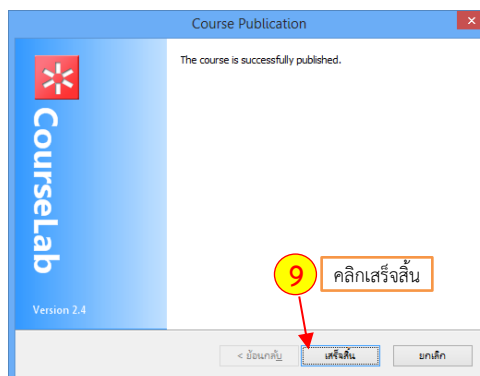 Course Publication
The course is successfully published.
CourseLab
Version 2.4
9 คลิกเสร็จสิ้น
< ย้อนกลับ เสร็จสิ้น ยกเลิก